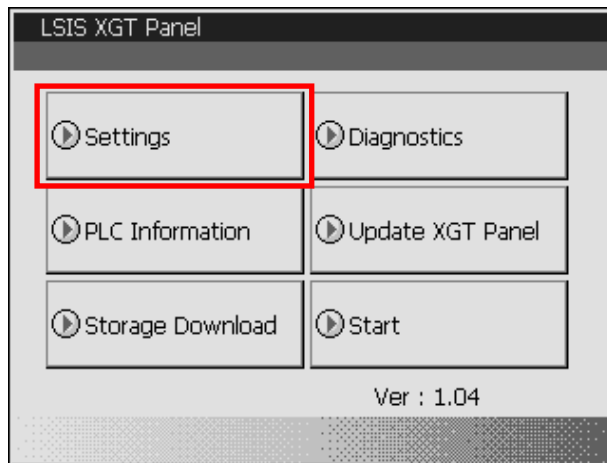 LSIS XGT Panel
Settings
Diagnostics
PLC Information
Update XGT Panel
Storage Download
Start
Ver : 1.04